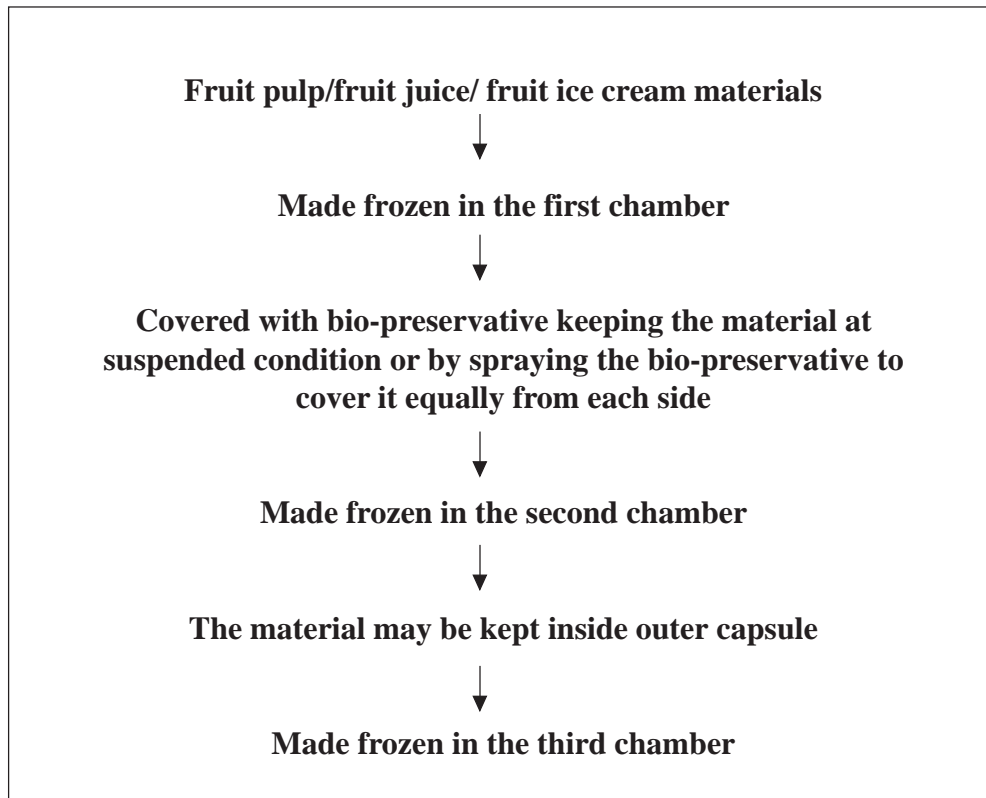 Fruit pulp/fruit juice/ fruit ice cream materials
Made frozen in the first chamber
Covered with bio-preservative keeping the material at
suspended condition or by spraying the bio-preservative to
cover it equally from each side
Made frozen in the second chamber
The material may be kept inside outer capsule
Made frozen in the third chamber